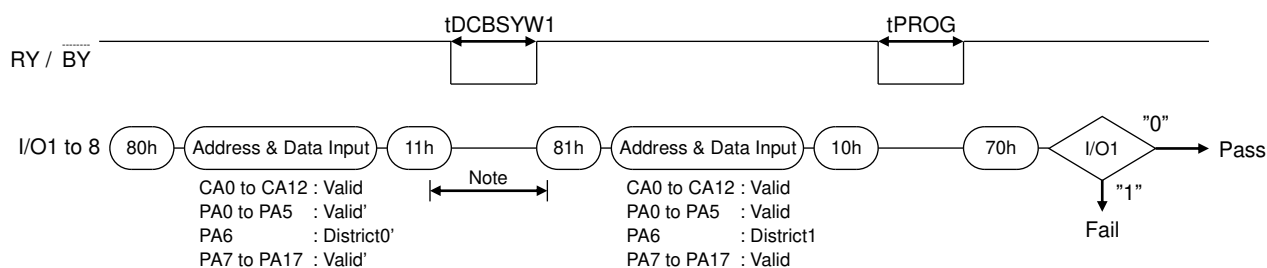 tDCBSYW1 tPROG
RY / BY
I/O1 to 8 80h Address & Data Input 11h 81h Address & Data Input 10h 70h I/O1 "0" Pass
Note "1"
CA0 to CA12 : Valid CA0 to CA12 : Valid
PA0 to PA5 : Valid' PA0 to PA5 : Valid
Fail
PA6 : District0' PA6 : District1
PA7 to PA17 : Valid' PA7 to PA17 : Valid